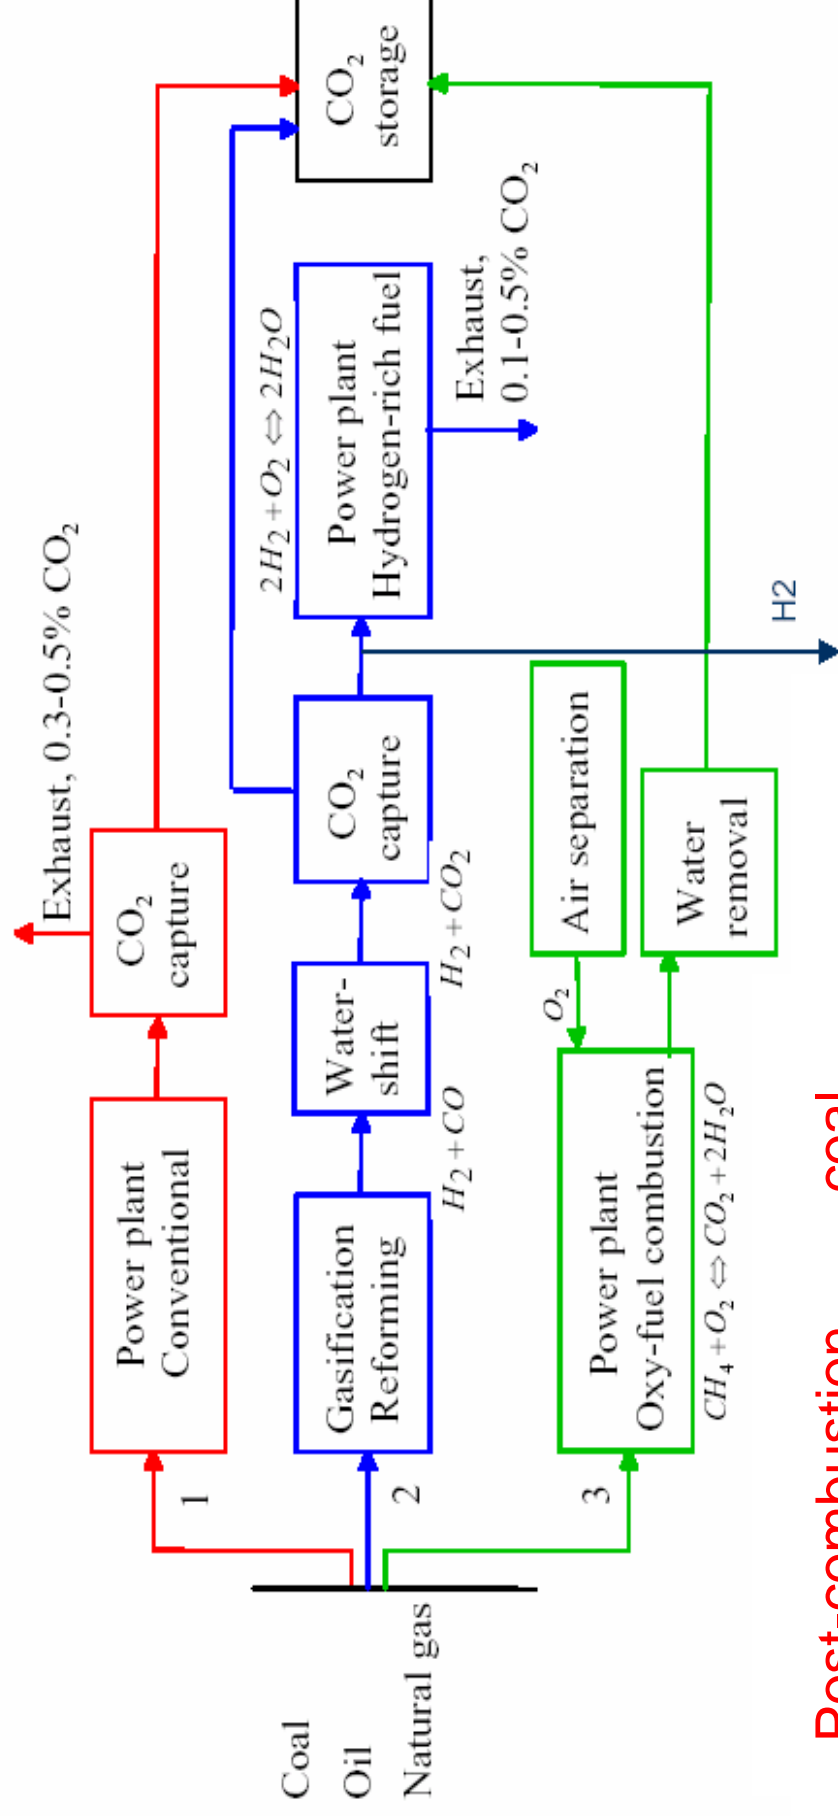 Exhaust, 0.3-0.5% CO₂
Power plant
Conventional
CO₂
capture
1
Coal
Oil
Natural gas
2
Gasification
Reforming
H₂+CO
Water-
shift
H₂+CO₂
CO₂
capture
2H₂+O₂⇔2H₂O
Power plant
Hydrogen-rich fuel
Exhaust,
0.1-0.5% CO₂
CO₂
storage
3
Power plant
Oxy-fuel combustion
CH₄+O₂⇔CO₂+2H₂O
O₂
Air separation
Water
removal
H2
Post-combustion coal